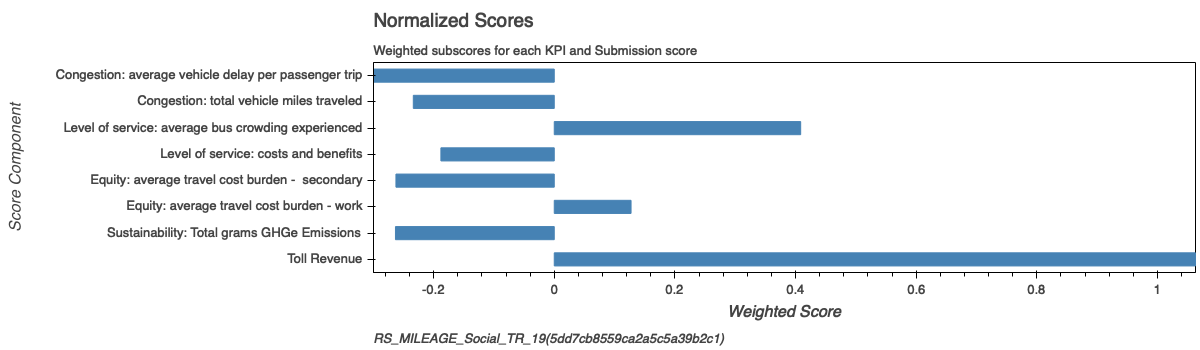 Normalized Scores
Weighted subscores for each KPI and Submission score
Score Component
Congestion: average vehicle delay per passenger trip
Congestion: total vehicle miles traveled
Level of service: average bus crowding experienced
Level of service: costs and benefits
Equity: average travel cost burden -  secondary
Equity: average travel cost burden - work
Sustainability: Total grams GHGe Emissions
Toll Revenue
-0.2 0 0.2 0.4 0.6 0.8 1
Weighted Score
RS_MILEAGE_Social_TR_19(5dd7cb8559ca2a5c5a39b2c1)